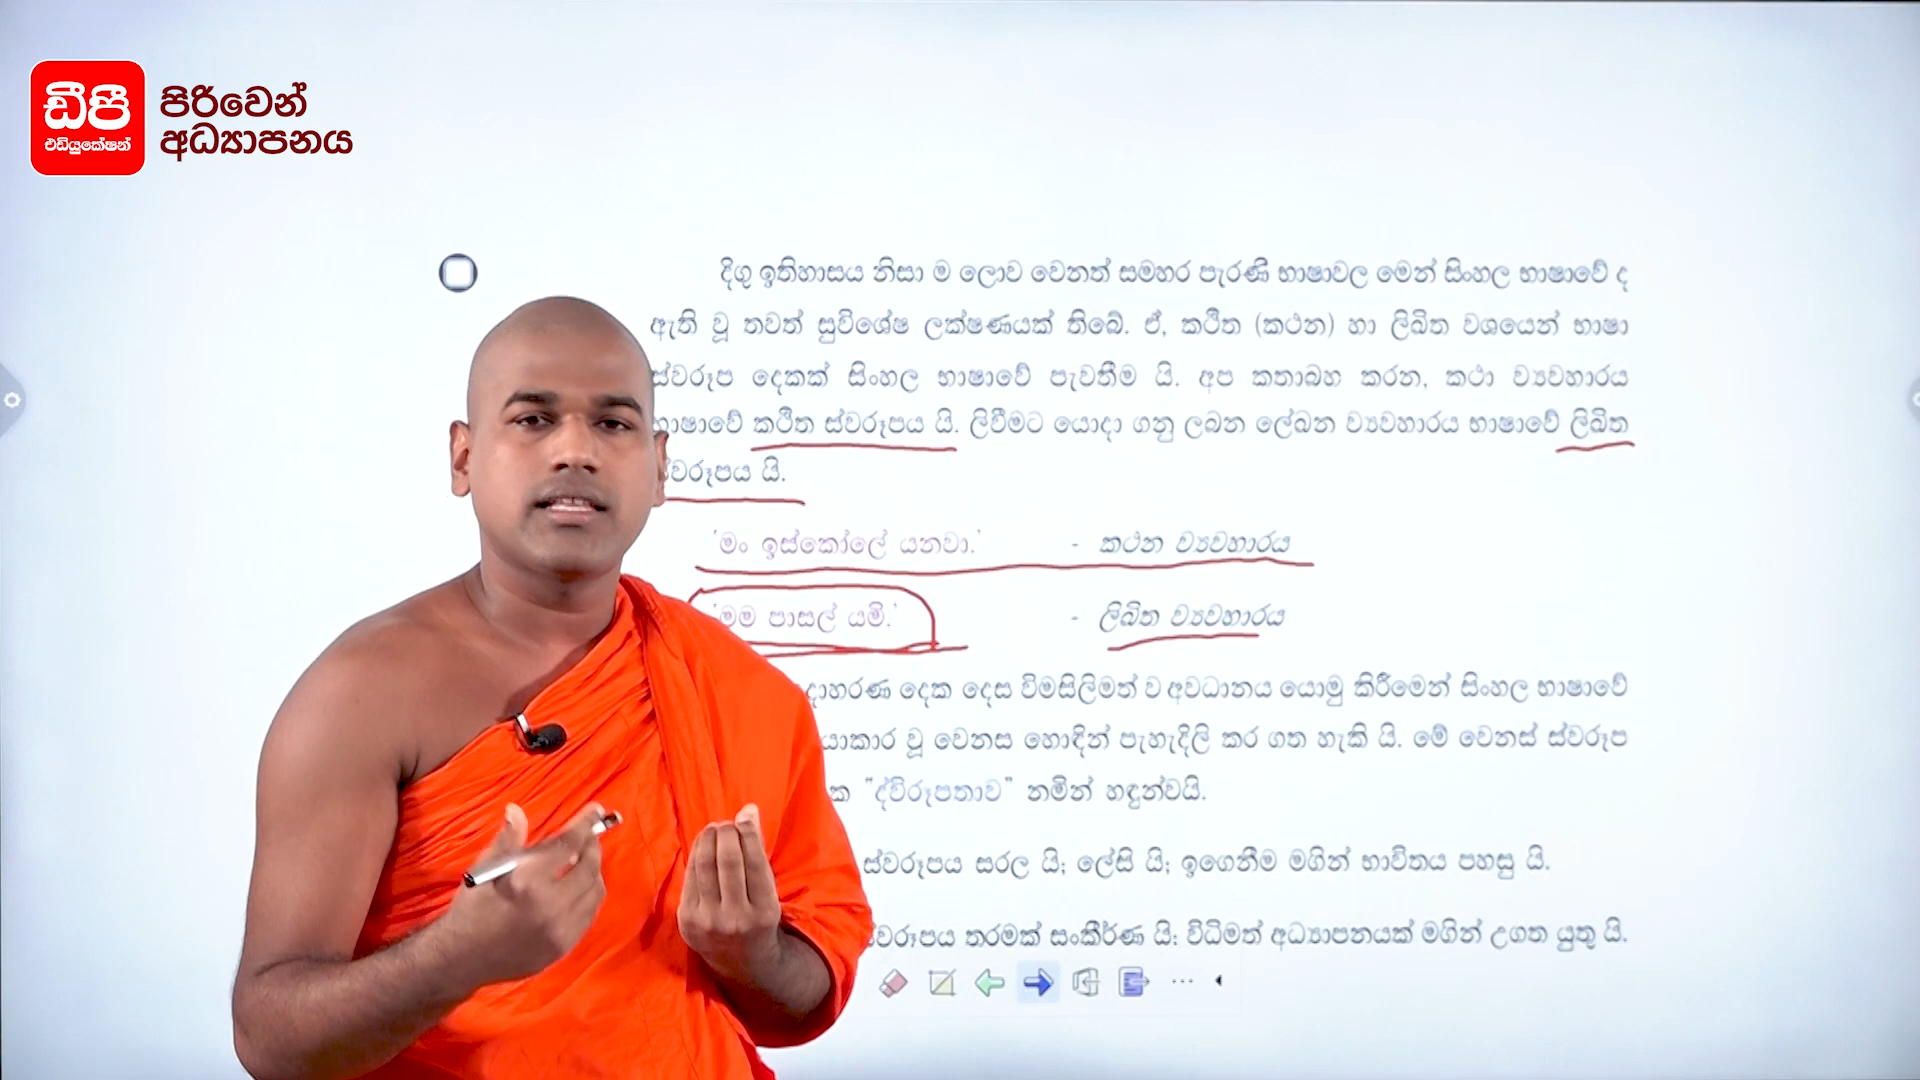 ඩීපී
එඩියුකේෂන්
පිරිවෙන්
අධ්‍යාපනය
දිගු ඉතිහාසය නිසා ම ලොව වෙනත් සමහර පැරණි භාෂාවල මෙන් සිංහල භාෂාවේ ද
ඇති වූ තවත් සුවිශේෂ ලක්ෂණයක් තිබේ. ඒ, කථිත (කථන) හා ලිඛිත වශයෙන් භාෂා
ස්වරූප දෙකක් සිංහල භාෂාවේ පැවතීම යි. අප කතාබහ කරන, කථා ව්‍යවහාරය
භාෂාවේ කථිත ස්වරූපය යි. ලිවීමට යොදා ගනු ලබන ලේඛන ව්‍යවහාරය භාෂාවේ ලිඛිත
ස්වරූපය යි.
'මං ඉස්කෝලේ යනවා.' - කථන ව්‍යවහාරය
'මම පාසල් යමි.' - ලිඛිත ව්‍යවහාරය
දාහරණ දෙක දෙස විමසිලිමත් ව අවධානය යොමු කිරීමෙන් සිංහල භාෂාවේ
යාකාර වූ වෙනස හොඳින් පැහැදිලි කර ගත හැකි යි. මේ වෙනස් ස්වරූප
ක "ද්විරූපතාව" නමින් හඳුන්වයි.
ස්වරූපය සරල යි; ලේසි යි; ඉගෙනීම මගින් භාවිතය පහසු යි.
ස්වරූපය තරමක් සංකීර්ණ යි; විධිමත් අධ්‍යාපනයක් මගින් උගත යුතු යි.